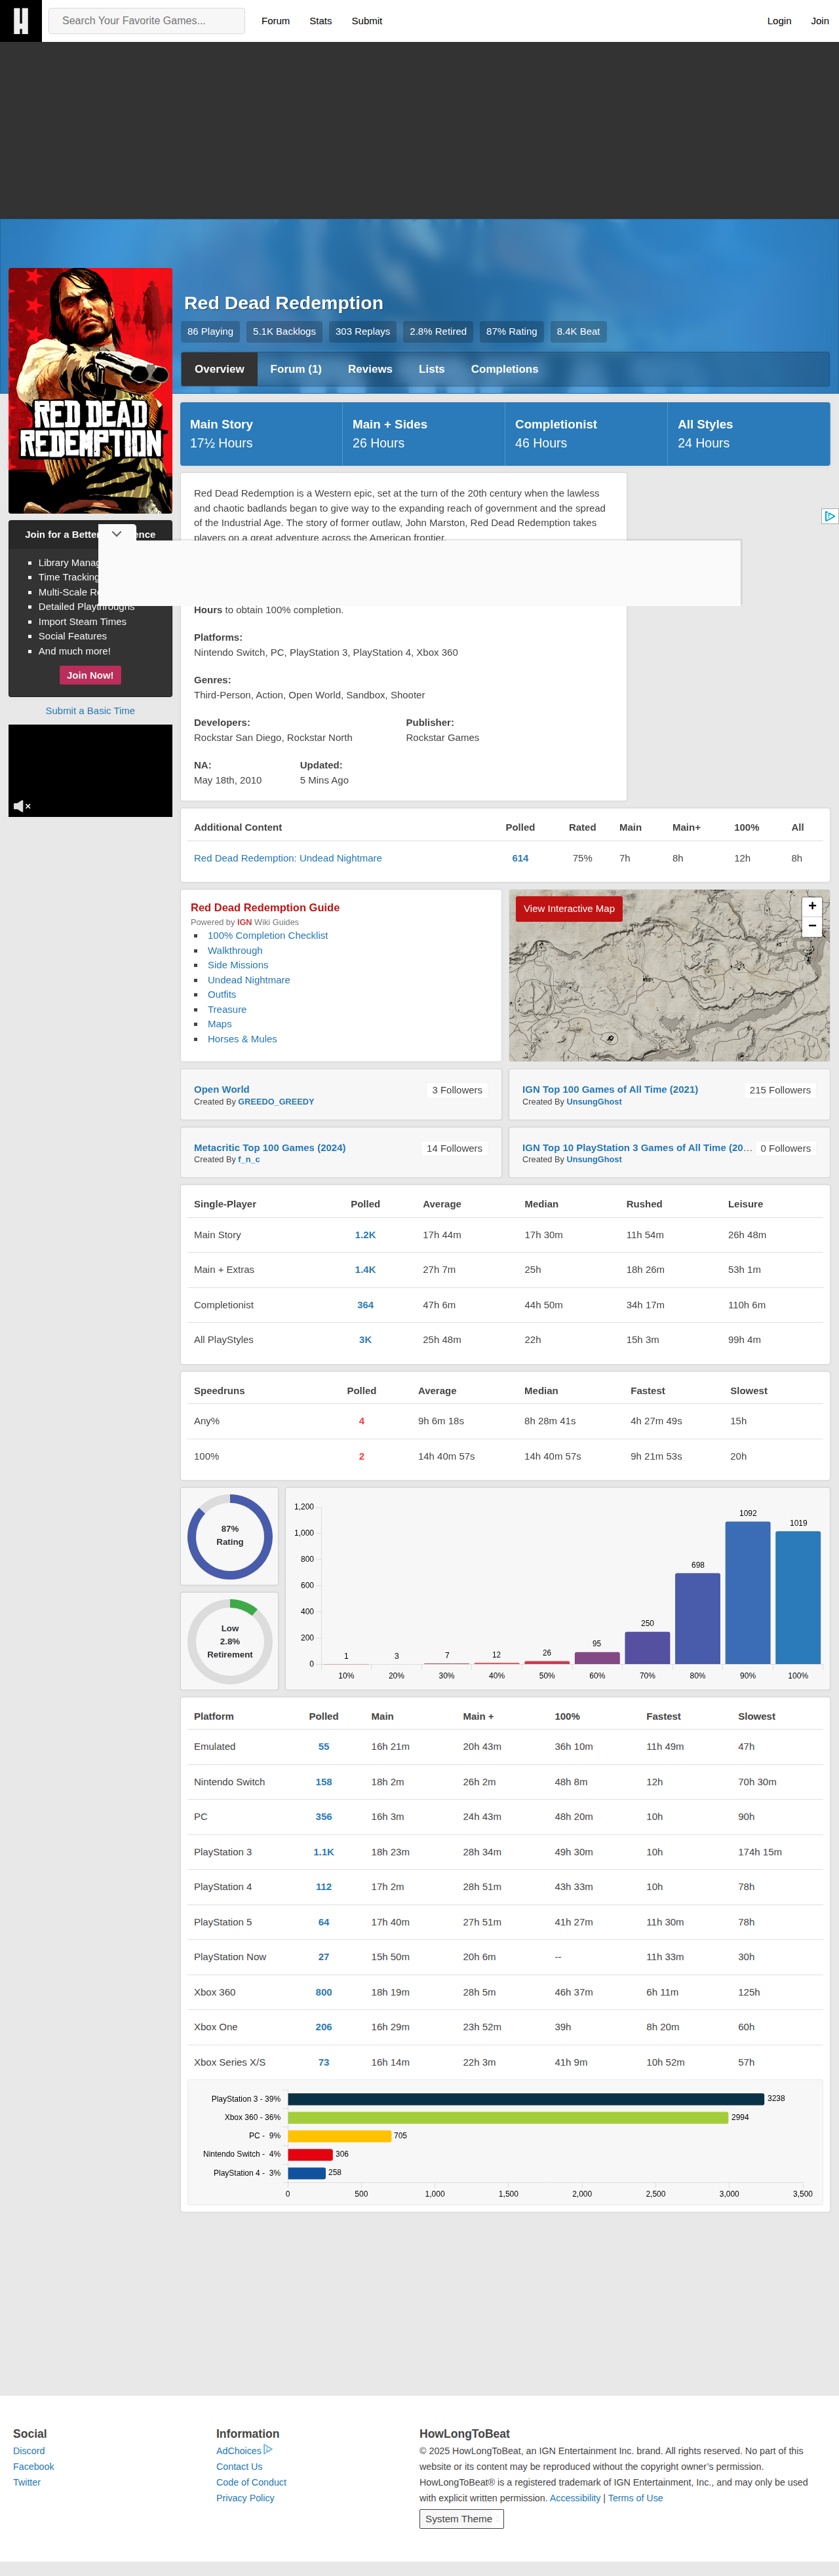 H
Search Your Favorite Games...
Forum
Stats
Submit
Login
Join
Red Dead Redemption
86 Playing
5.1K Backlogs
303 Replays
2.8% Retired
87% Rating
8.4K Beat
Overview
Forum (1)
Reviews
Lists
Completions
RED DEAD
REDEMPTION
Main Story
17½ Hours
Main + Sides
26 Hours
Completionist
46 Hours
All Styles
24 Hours
Join for a Bette
ence
Library Manag
Time Tracking
Multi-Scale Re
Detailed Playthroughs
Import Steam Times
Social Features
And much more!
Join Now!
Submit a Basic Time
Red Dead Redemption is a Western epic, set at the turn of the 20th century when the lawless
and chaotic badlands began to give way to the expanding reach of government and the spread
of the Industrial Age. The story of former outlaw, John Marston, Red Dead Redemption takes
players on a great adventure across the American frontier.
Hours to obtain 100% completion.
Platforms:
Nintendo Switch, PC, PlayStation 3, PlayStation 4, Xbox 360
Genres:
Third-Person, Action, Open World, Sandbox, Shooter
Developers:
Rockstar San Diego, Rockstar North
Publisher:
Rockstar Games
NA:
May 18th, 2010
Updated:
5 Mins Ago
Additional Content Polled Rated Main Main+ 100% All
Red Dead Redemption: Undead Nightmare 614 75% 7h 8h 12h 8h
Red Dead Redemption Guide
Powered by IGN Wiki Guides
100% Completion Checklist
Walkthrough
Side Missions
Undead Nightmare
Outfits
Treasure
Maps
Horses & Mules
View Interactive Map
+
−
Open World
Created By GREEDO_GREEDY
3 Followers
IGN Top 100 Games of All Time (2021)
Created By UnsungGhost
215 Followers
Metacritic Top 100 Games (2024)
Created By f_n_c
14 Followers
IGN Top 10 PlayStation 3 Games of All Time (20…
Created By UnsungGhost
0 Followers
Single-Player Polled Average Median Rushed Leisure
Main Story 1.2K 17h 44m 17h 30m 11h 54m 26h 48m
Main + Extras 1.4K 27h 7m 25h 18h 26m 53h 1m
Completionist 364 47h 6m 44h 50m 34h 17m 110h 6m
All PlayStyles 3K 25h 48m 22h 15h 3m 99h 4m
Speedruns Polled Average Median Fastest Slowest
Any% 4 9h 6m 18s 8h 28m 41s 4h 27m 49s 15h
100% 2 14h 40m 57s 14h 40m 57s 9h 21m 53s 20h
87%
Rating
Low
2.8%
Retirement
1,200
1,000
800
600
400
200
0
1 3 7 12 26 95 250 698 1092 1019
10% 20% 30% 40% 50% 60% 70% 80% 90% 100%
Platform Polled Main Main + 100% Fastest Slowest
Emulated 55 16h 21m 20h 43m 36h 10m 11h 49m 47h
Nintendo Switch 158 18h 2m 26h 2m 48h 8m 12h 70h 30m
PC 356 16h 3m 24h 43m 48h 20m 10h 90h
PlayStation 3 1.1K 18h 23m 28h 34m 49h 30m 10h 174h 15m
PlayStation 4 112 17h 2m 28h 51m 43h 33m 10h 78h
PlayStation 5 64 17h 40m 27h 51m 41h 27m 11h 30m 78h
PlayStation Now 27 15h 50m 20h 6m -- 11h 33m 30h
Xbox 360 800 18h 19m 28h 5m 46h 37m 6h 11m 125h
Xbox One 206 16h 29m 23h 52m 39h 8h 20m 60h
Xbox Series X/S 73 16h 14m 22h 3m 41h 9m 10h 52m 57h
PlayStation 3 - 39% 3238
Xbox 360 - 36% 2994
PC - 9% 705
Nintendo Switch - 4% 306
PlayStation 4 - 3% 258
0 500 1,000 1,500 2,000 2,500 3,000 3,500
Social
Discord
Facebook
Twitter
Information
AdChoices
Contact Us
Code of Conduct
Privacy Policy
HowLongToBeat
© 2025 HowLongToBeat, an IGN Entertainment Inc. brand. All rights reserved. No part of this
website or its content may be reproduced without the copyright owner's permission.
HowLongToBeat® is a registered trademark of IGN Entertainment, Inc., and may only be used
with explicit written permission. Accessibility | Terms of Use
System Theme